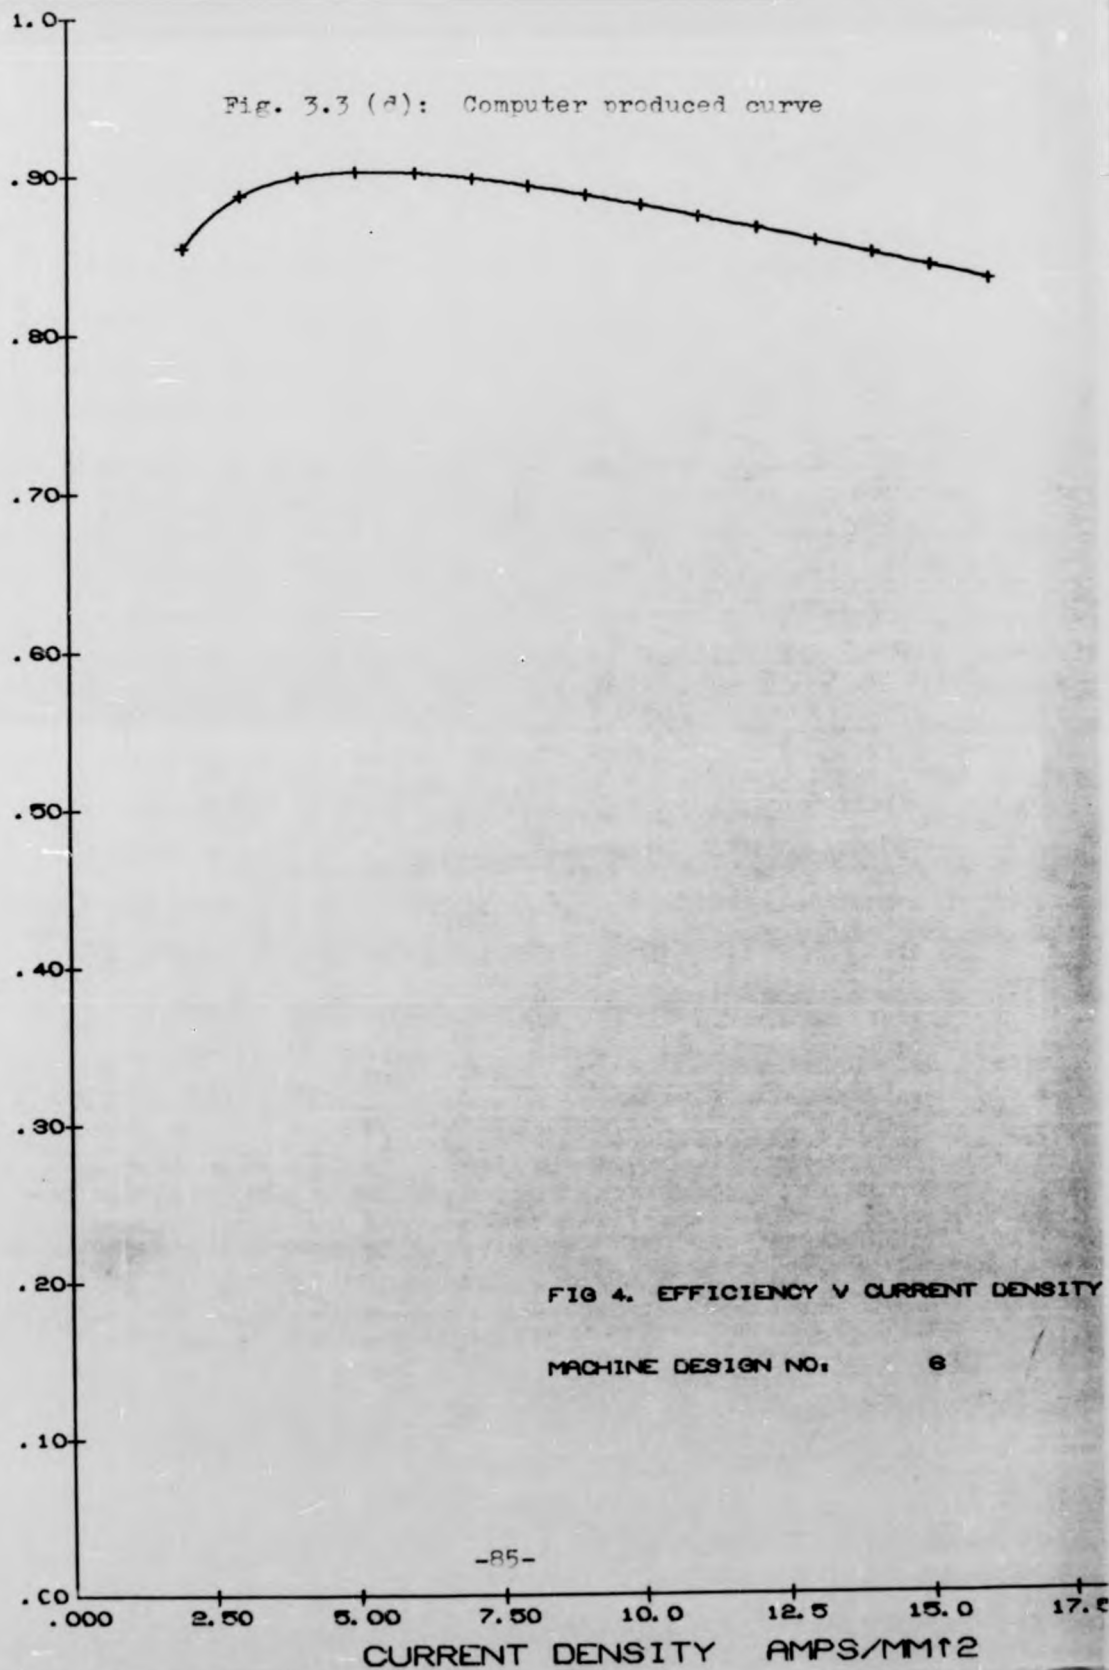 1.0
Fig. 3.3 (d): Computer produced curve
.90
.80
.70
.60
.50
.40
.30
.20
FIG 4. EFFICIENCY V CURRENT DENSITY
MACHINE DESIGN NO: 6
.10
-85-
.00
.000 2.50 5.00 7.50 10.0 12.5 15.0
CURRENT DENSITY AMPS/MM↑2